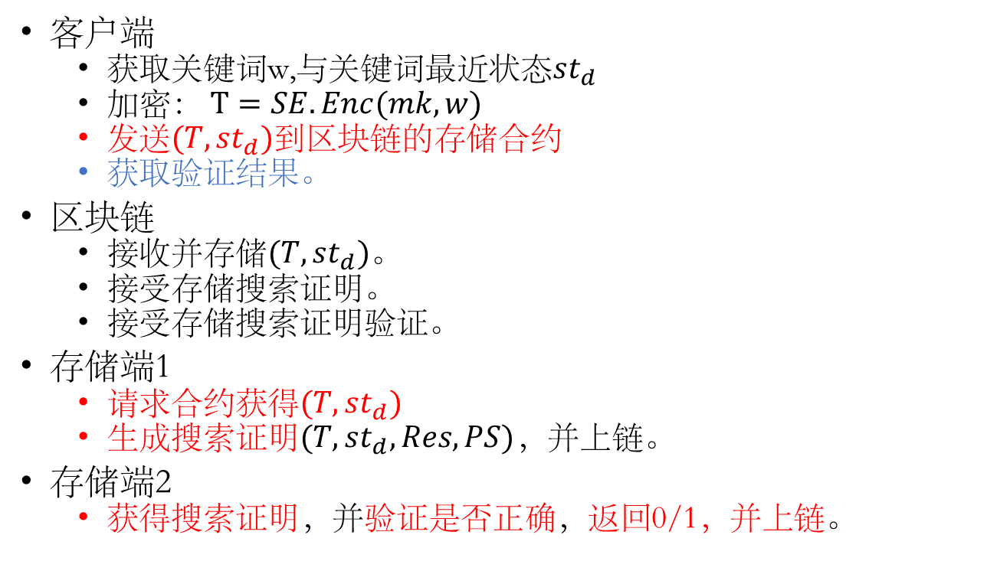 • 客户端
• 获取关键词w,与关键词最近状态$st_d$
• 加密： T = $SE.Enc(mk,w)$
• 发送$(T,st_d)$到区块链的存储合约
• 获取验证结果。
• 区块链
• 接收并存储$(T,st_d)$。
• 接受存储搜索证明。
• 接受存储搜索证明验证。
• 存储端1
• 请求合约获得$(T,st_d)$
• 生成搜索证明$(T,st_d,Res,PS)$，并上链。
• 存储端2
• 获得搜索证明，并验证是否正确，返回0/1，并上链。